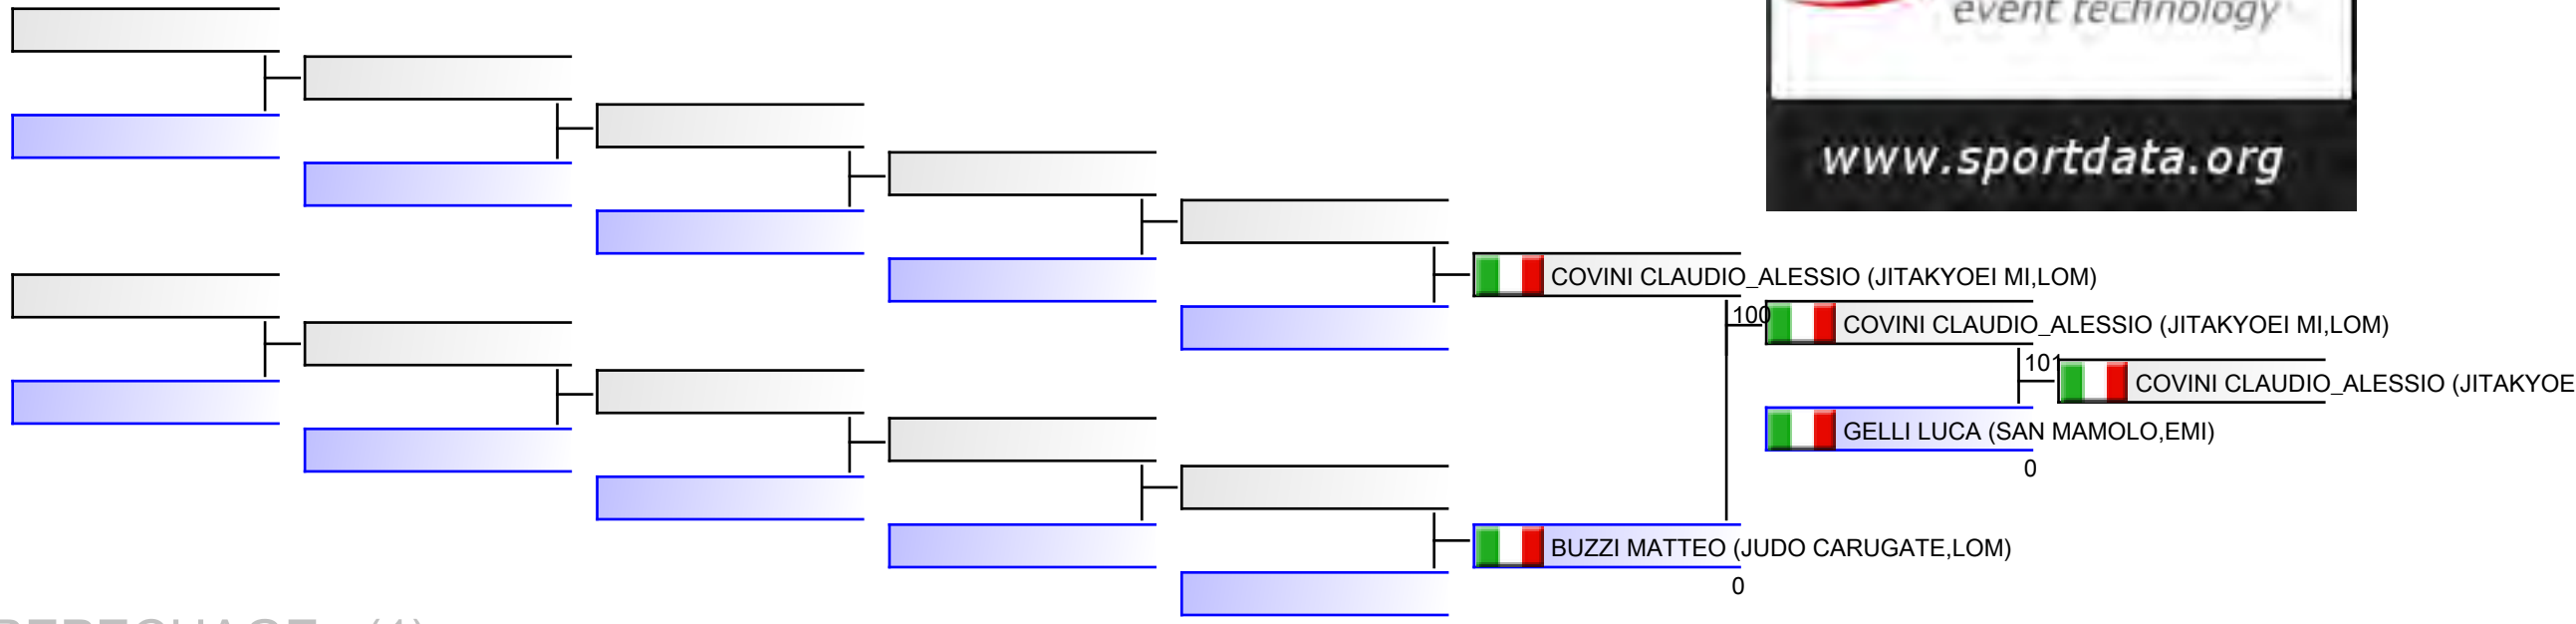 event technology
www.sportdata.org
COVINI CLAUDIO_ALESSIO (JITAKYOEI MI,LOM)
100
COVINI CLAUDIO_ALESSIO (JITAKYOEI MI,LOM)
101
COVINI CLAUDIO_ALESSIO (JITAKYOE
GELLI LUCA (SAN MAMOLO,EMI)
0
BUZZI MATTEO (JUDO CARUGATE,LOM)
0